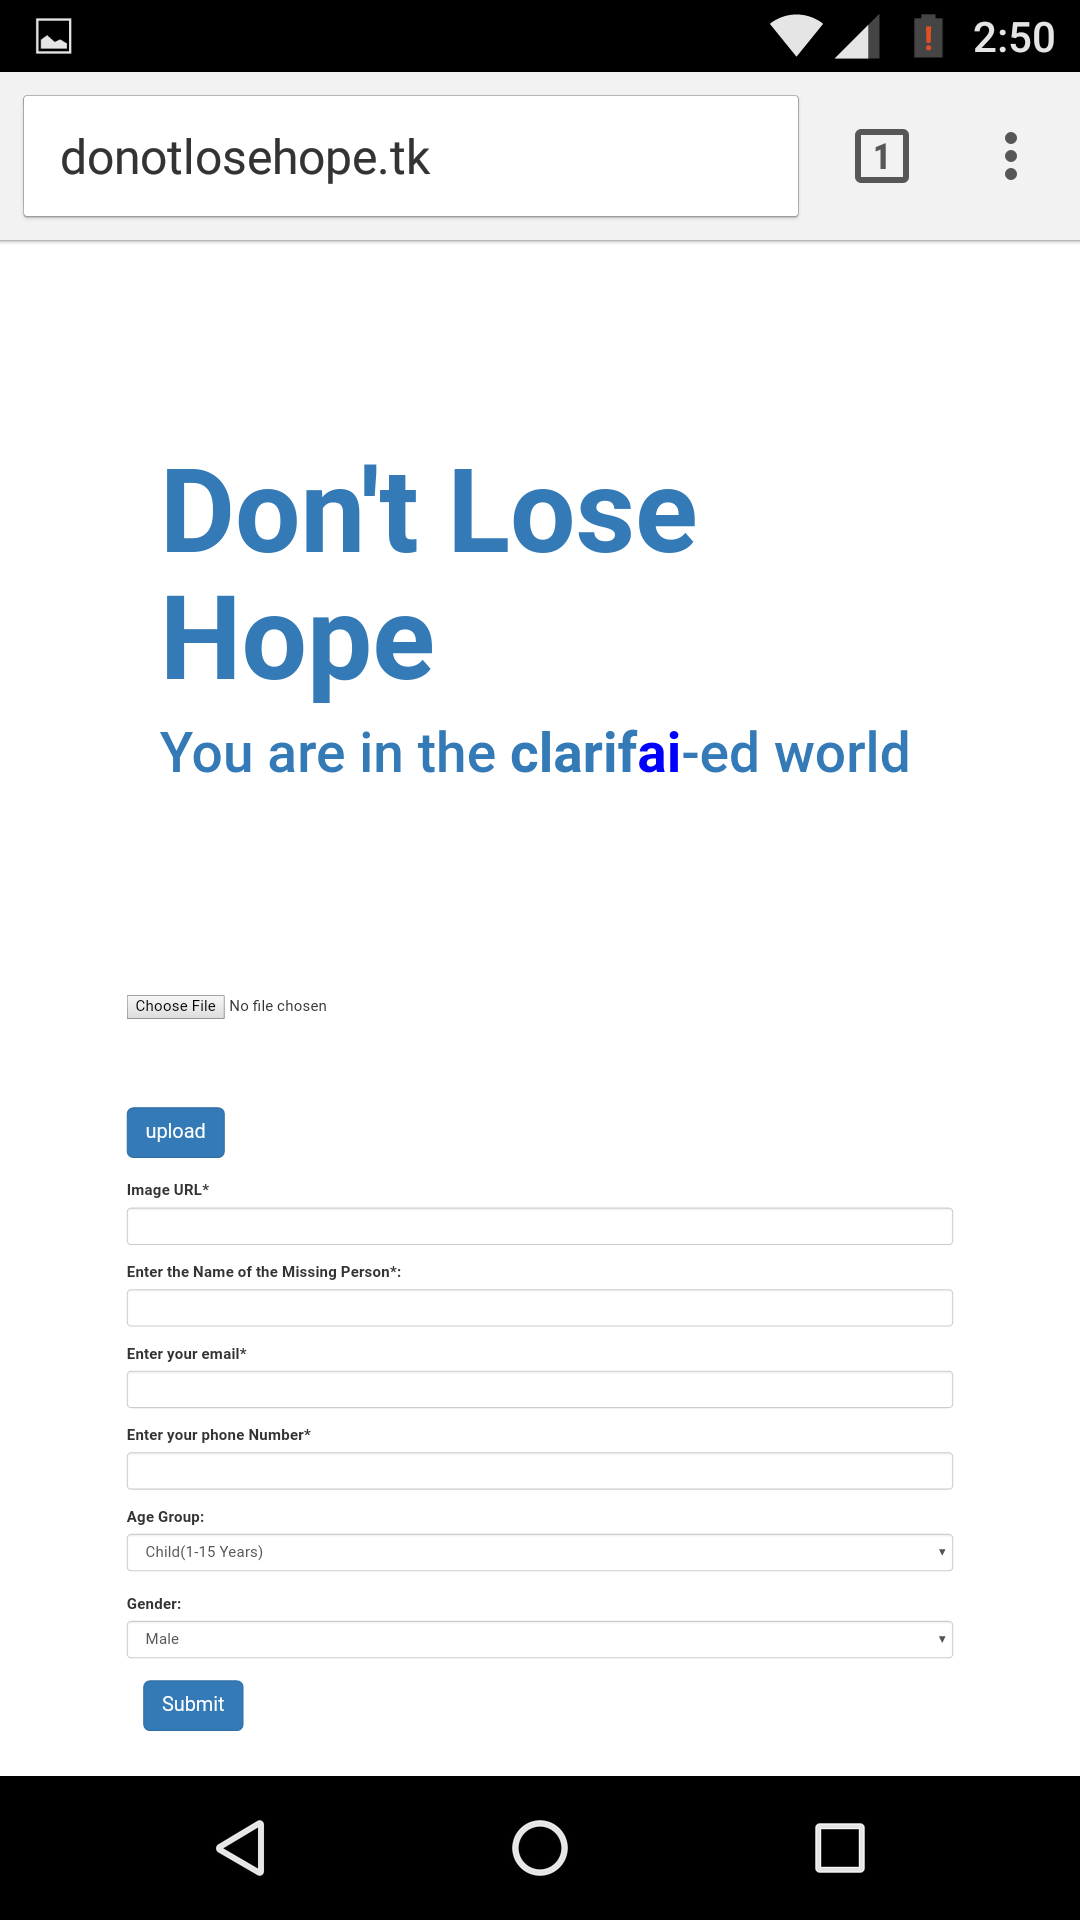 2:50
donotlosehope.tk
1
Don't Lose
Hope
You are in the clarifai-ed world
Choose File No file chosen
upload
Image URL*
Enter the Name of the Missing Person*:
Enter your email*
Enter your phone Number*
Age Group:
Child(1-15 Years)
Gender:
Male
Submit